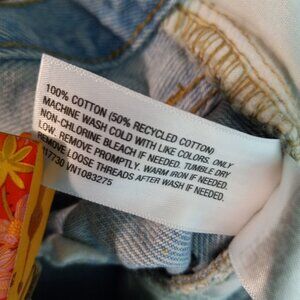 100% COTTON (50% RECYCLED COTTON)
MACHINE WASH COLD WITH LIKE COLORS. ONLY
NON-CHLORINE BLEACH IF NEEDED. TUMBLE DRY
LOW. REMOVE PROMPTLY. WARM IRON IF NEEDED.
REMOVE LOOSE THREADS AFTER WASH IF NEEDED.
17730 VN1083275